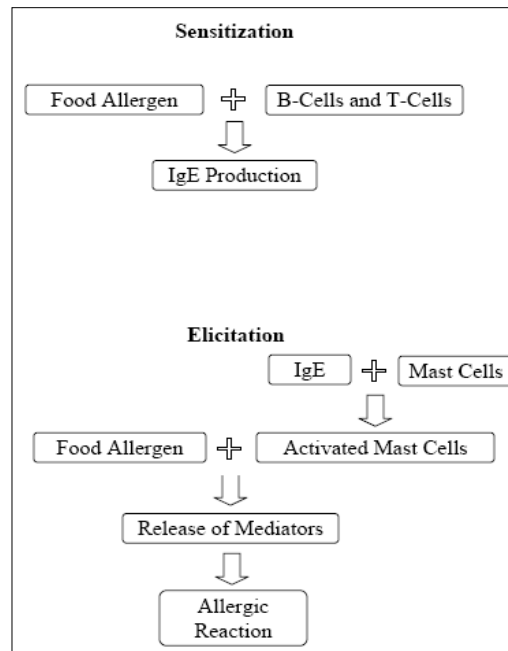 Sensitization
Food Allergen
B-Cells and T-Cells
IgE Production
Elicitation
IgE
Mast Cells
Food Allergen
Activated Mast Cells
Release of Mediators
Allergic
Reaction